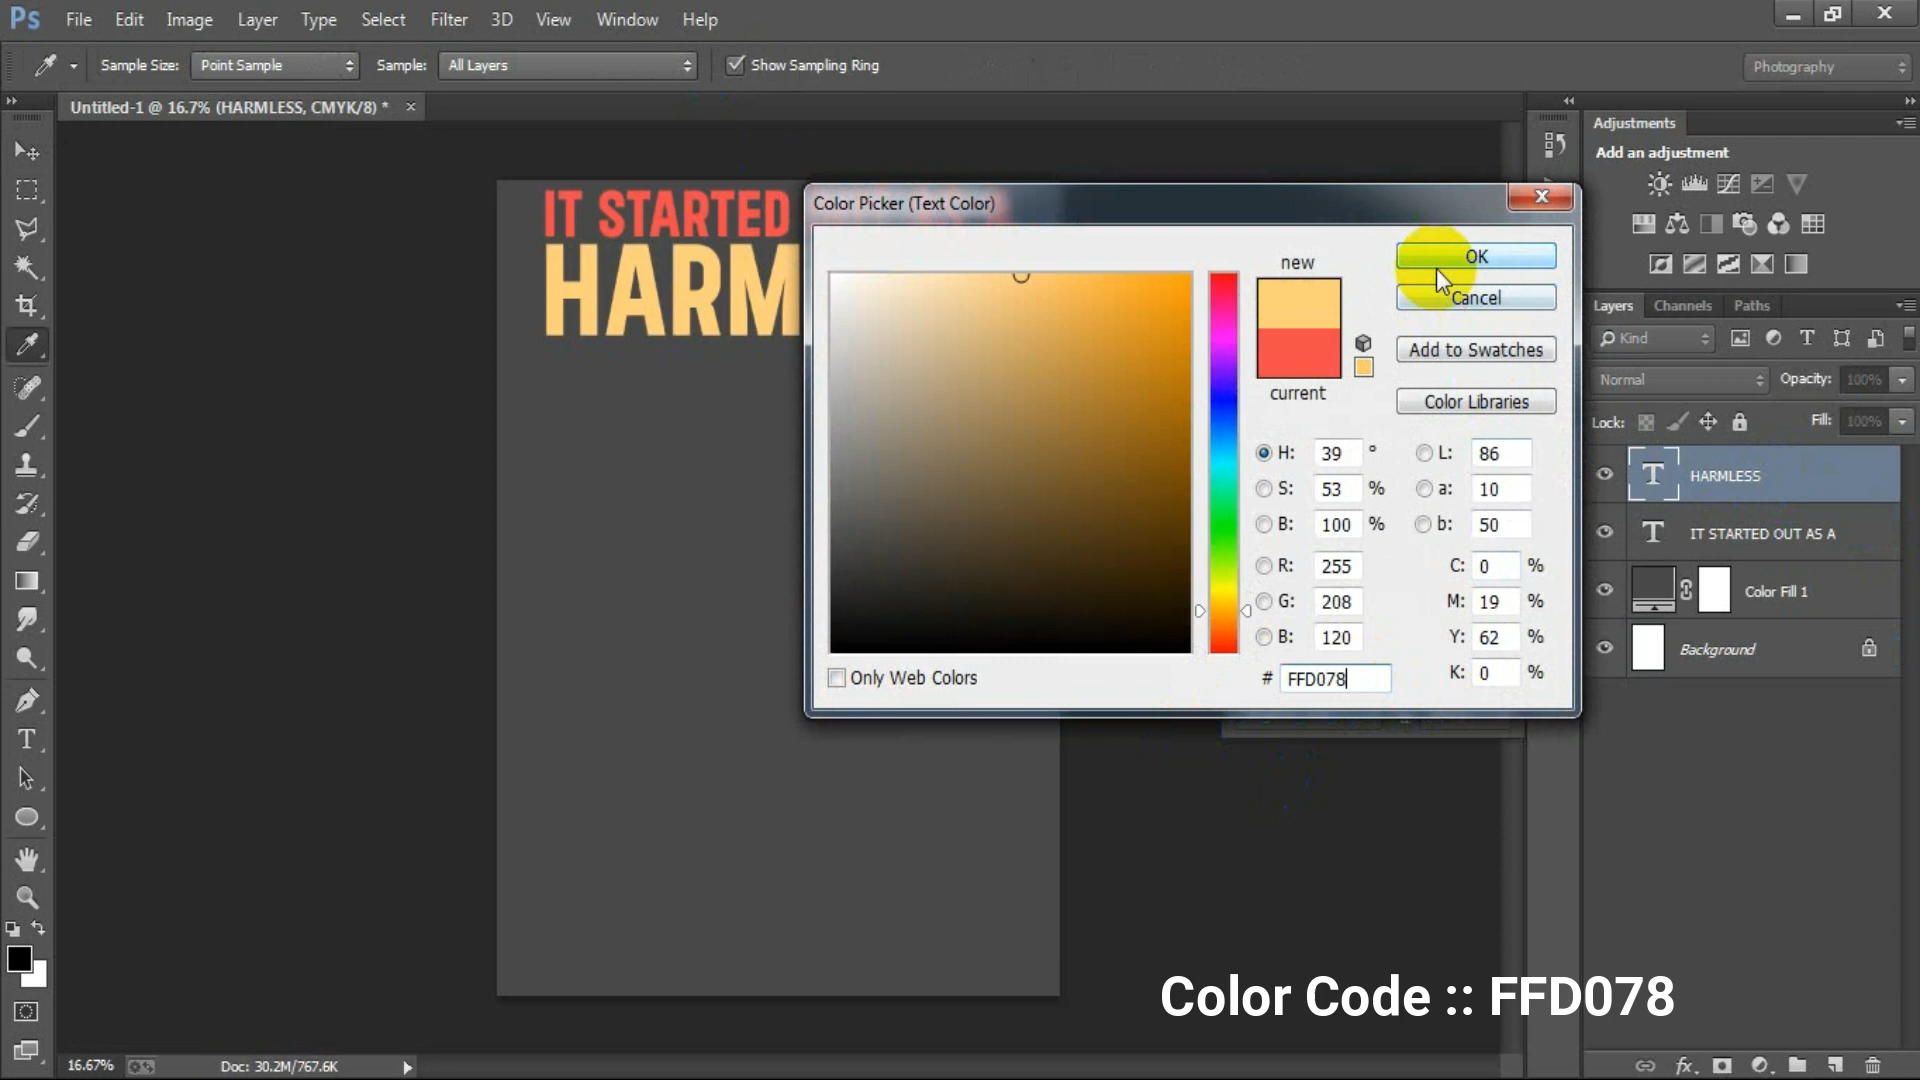 Ps File Edit Image Layer Type Select Filter 3D View Window Help
Sample Size: Point Sample Sample: All Layers Show Sampling Ring Photography
Untitled-1 @ 16.7% (HARMLESS, CMYK/8) * ×
Adjustments
Add an adjustment
IT STARTED
HARM
Color Picker (Text Color)
new
current
OK
Cancel
Add to Swatches
Color Libraries
H: 39 ° L: 86
S: 53 % a: 10
B: 100 % b: 50
R: 255 C: 0 %
G: 208 M: 19 %
B: 120 Y: 62 %
# FFD078 K: 0 %
Only Web Colors
Layers Channels Paths
Kind
Normal Opacity: 100%
Lock: Fill: 100%
T HARMLESS
T IT STARTED OUT AS A
Color Fill 1
Background
Color Code :: FFD078
16.67% Doc: 30.2M/767.6K
fx